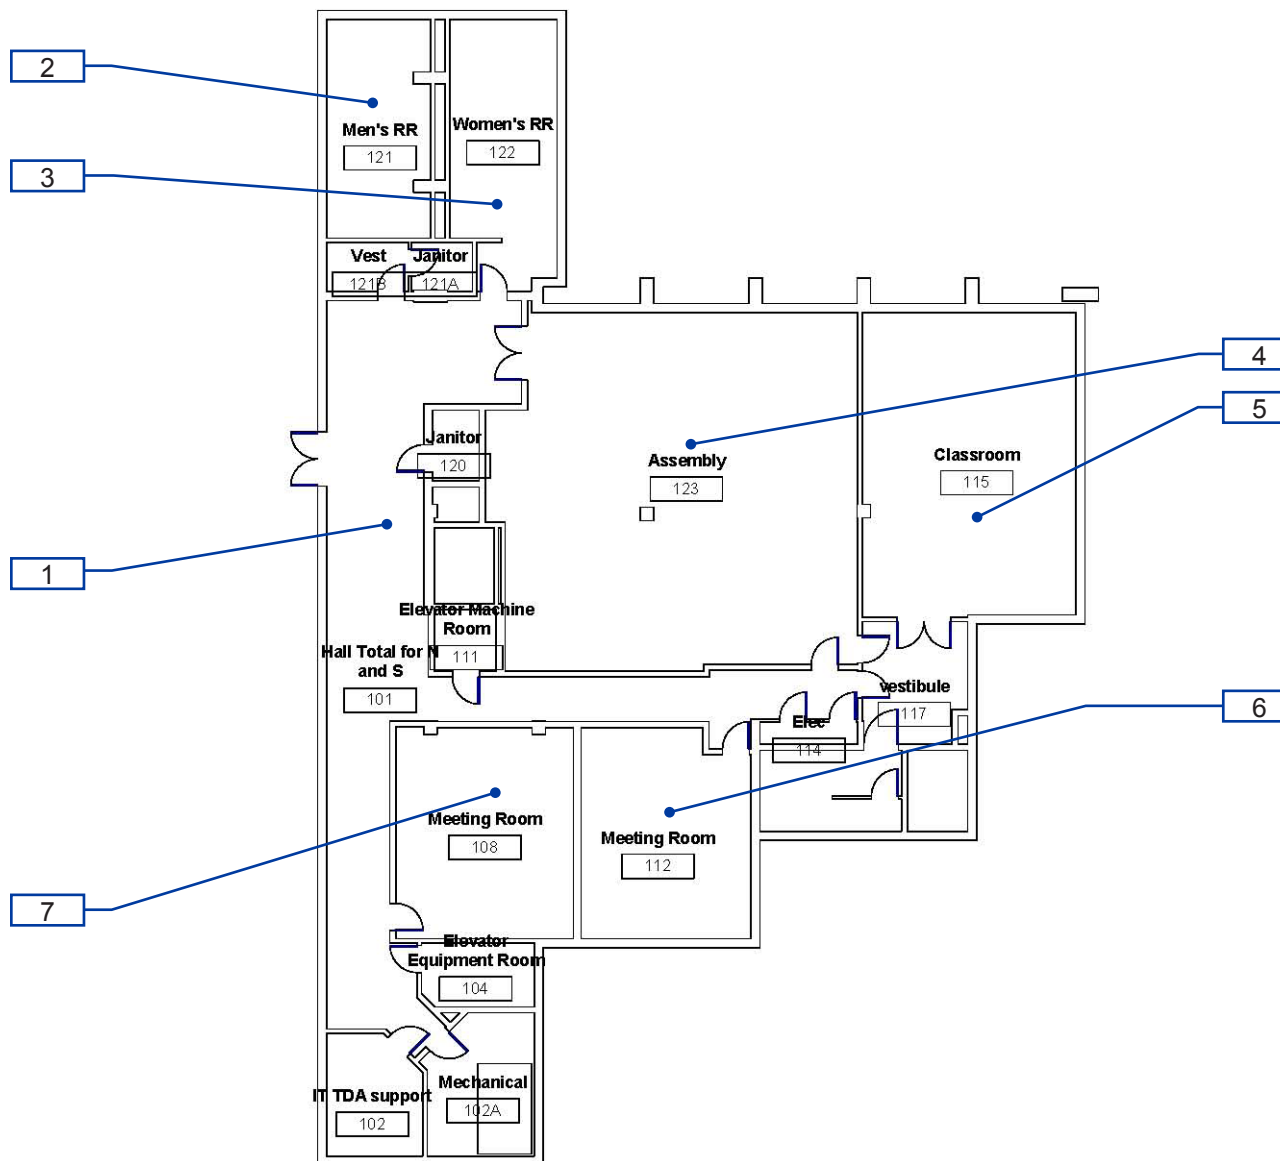 2
Men's RR
121
Women's RR
122
3
Vest
121B
Janitor
121A
4
5
Janitor
120
Assembly
123
Classroom
115
1
Elevator Machine
Room
111
Hall Total for N
and S
101
vestibule
117
6
Elec
114
Meeting Room
108
Meeting Room
112
7
Elevator
Equipment Room
104
Mechanical
102A
IT TDA support
102